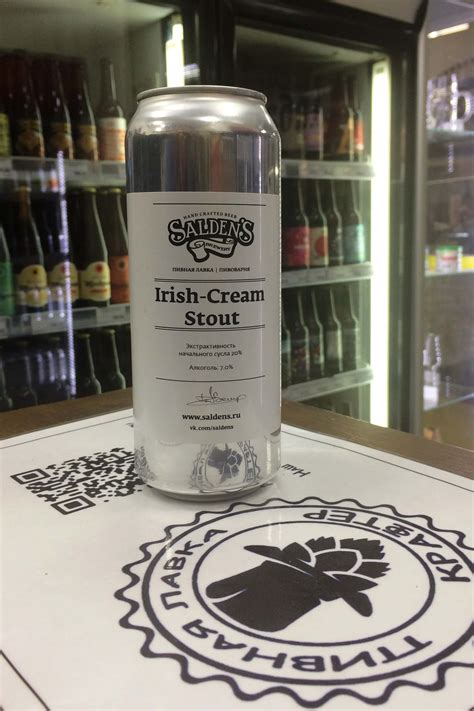 HAND CRAFTED BEER
SALDEN'S
BREWERY
ПИВНАЯ ЛАВКА | ПИВОВАРНЯ
Irish-Cream
Stout
Экстрактивность
начального сусла 20%
Алкоголь: 7.0%
www.saldens.ru
vk.com/saldens
ПИВНАЯ ЛАВКА
КРАФТЕР